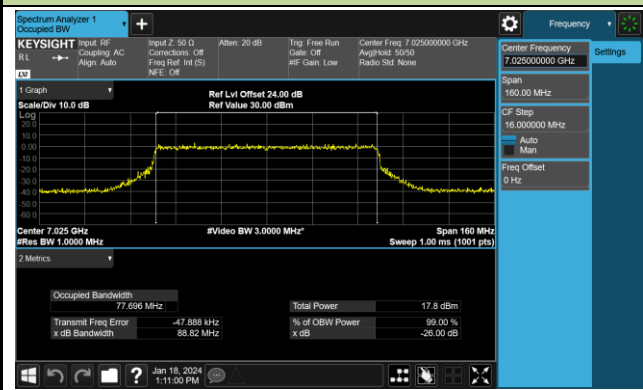 Spectrum Analyzer 1
Occupied BW
+
Frequency
KEYSIGHT
Input: RF
Coupling: AC
Align: Auto
Input Z: 50 Ω
Corrections: Off
Freq Ref: Int (S)
NFE: Off
Atten: 20 dB
Trig: Free Run
Gate: Off
#IF Gain: Low
Center Freq: 7.025000000 GHz
Avg|Hold: 50/50
Radio Std: None
RL
LXI
Center Frequency
7.025000000 GHz
Settings
Span
160.00 MHz
CF Step
16.000000 MHz
Auto
Man
Freq Offset
0 Hz
1 Graph
Scale/Div 10.0 dB
Ref Lvl Offset 24.00 dB
Ref Value 30.00 dBm
Log
20.0
10.0
0.00
-10.0
-20.0
-30.0
-40.0
-50.0
-60.0
Center 7.025 GHz
#Res BW 1.0000 MHz
#Video BW 3.0000 MHz*
Span 160 MHz
Sweep 1.00 ms (1001 pts)
2 Metrics
Occupied Bandwidth
77.696 MHz
Total Power 17.8 dBm
Transmit Freq Error -47.888 kHz
% of OBW Power 99.00 %
x dB Bandwidth 88.82 MHz
x dB -26.00 dB
?
Jan 18, 2024
1:11:00 PM